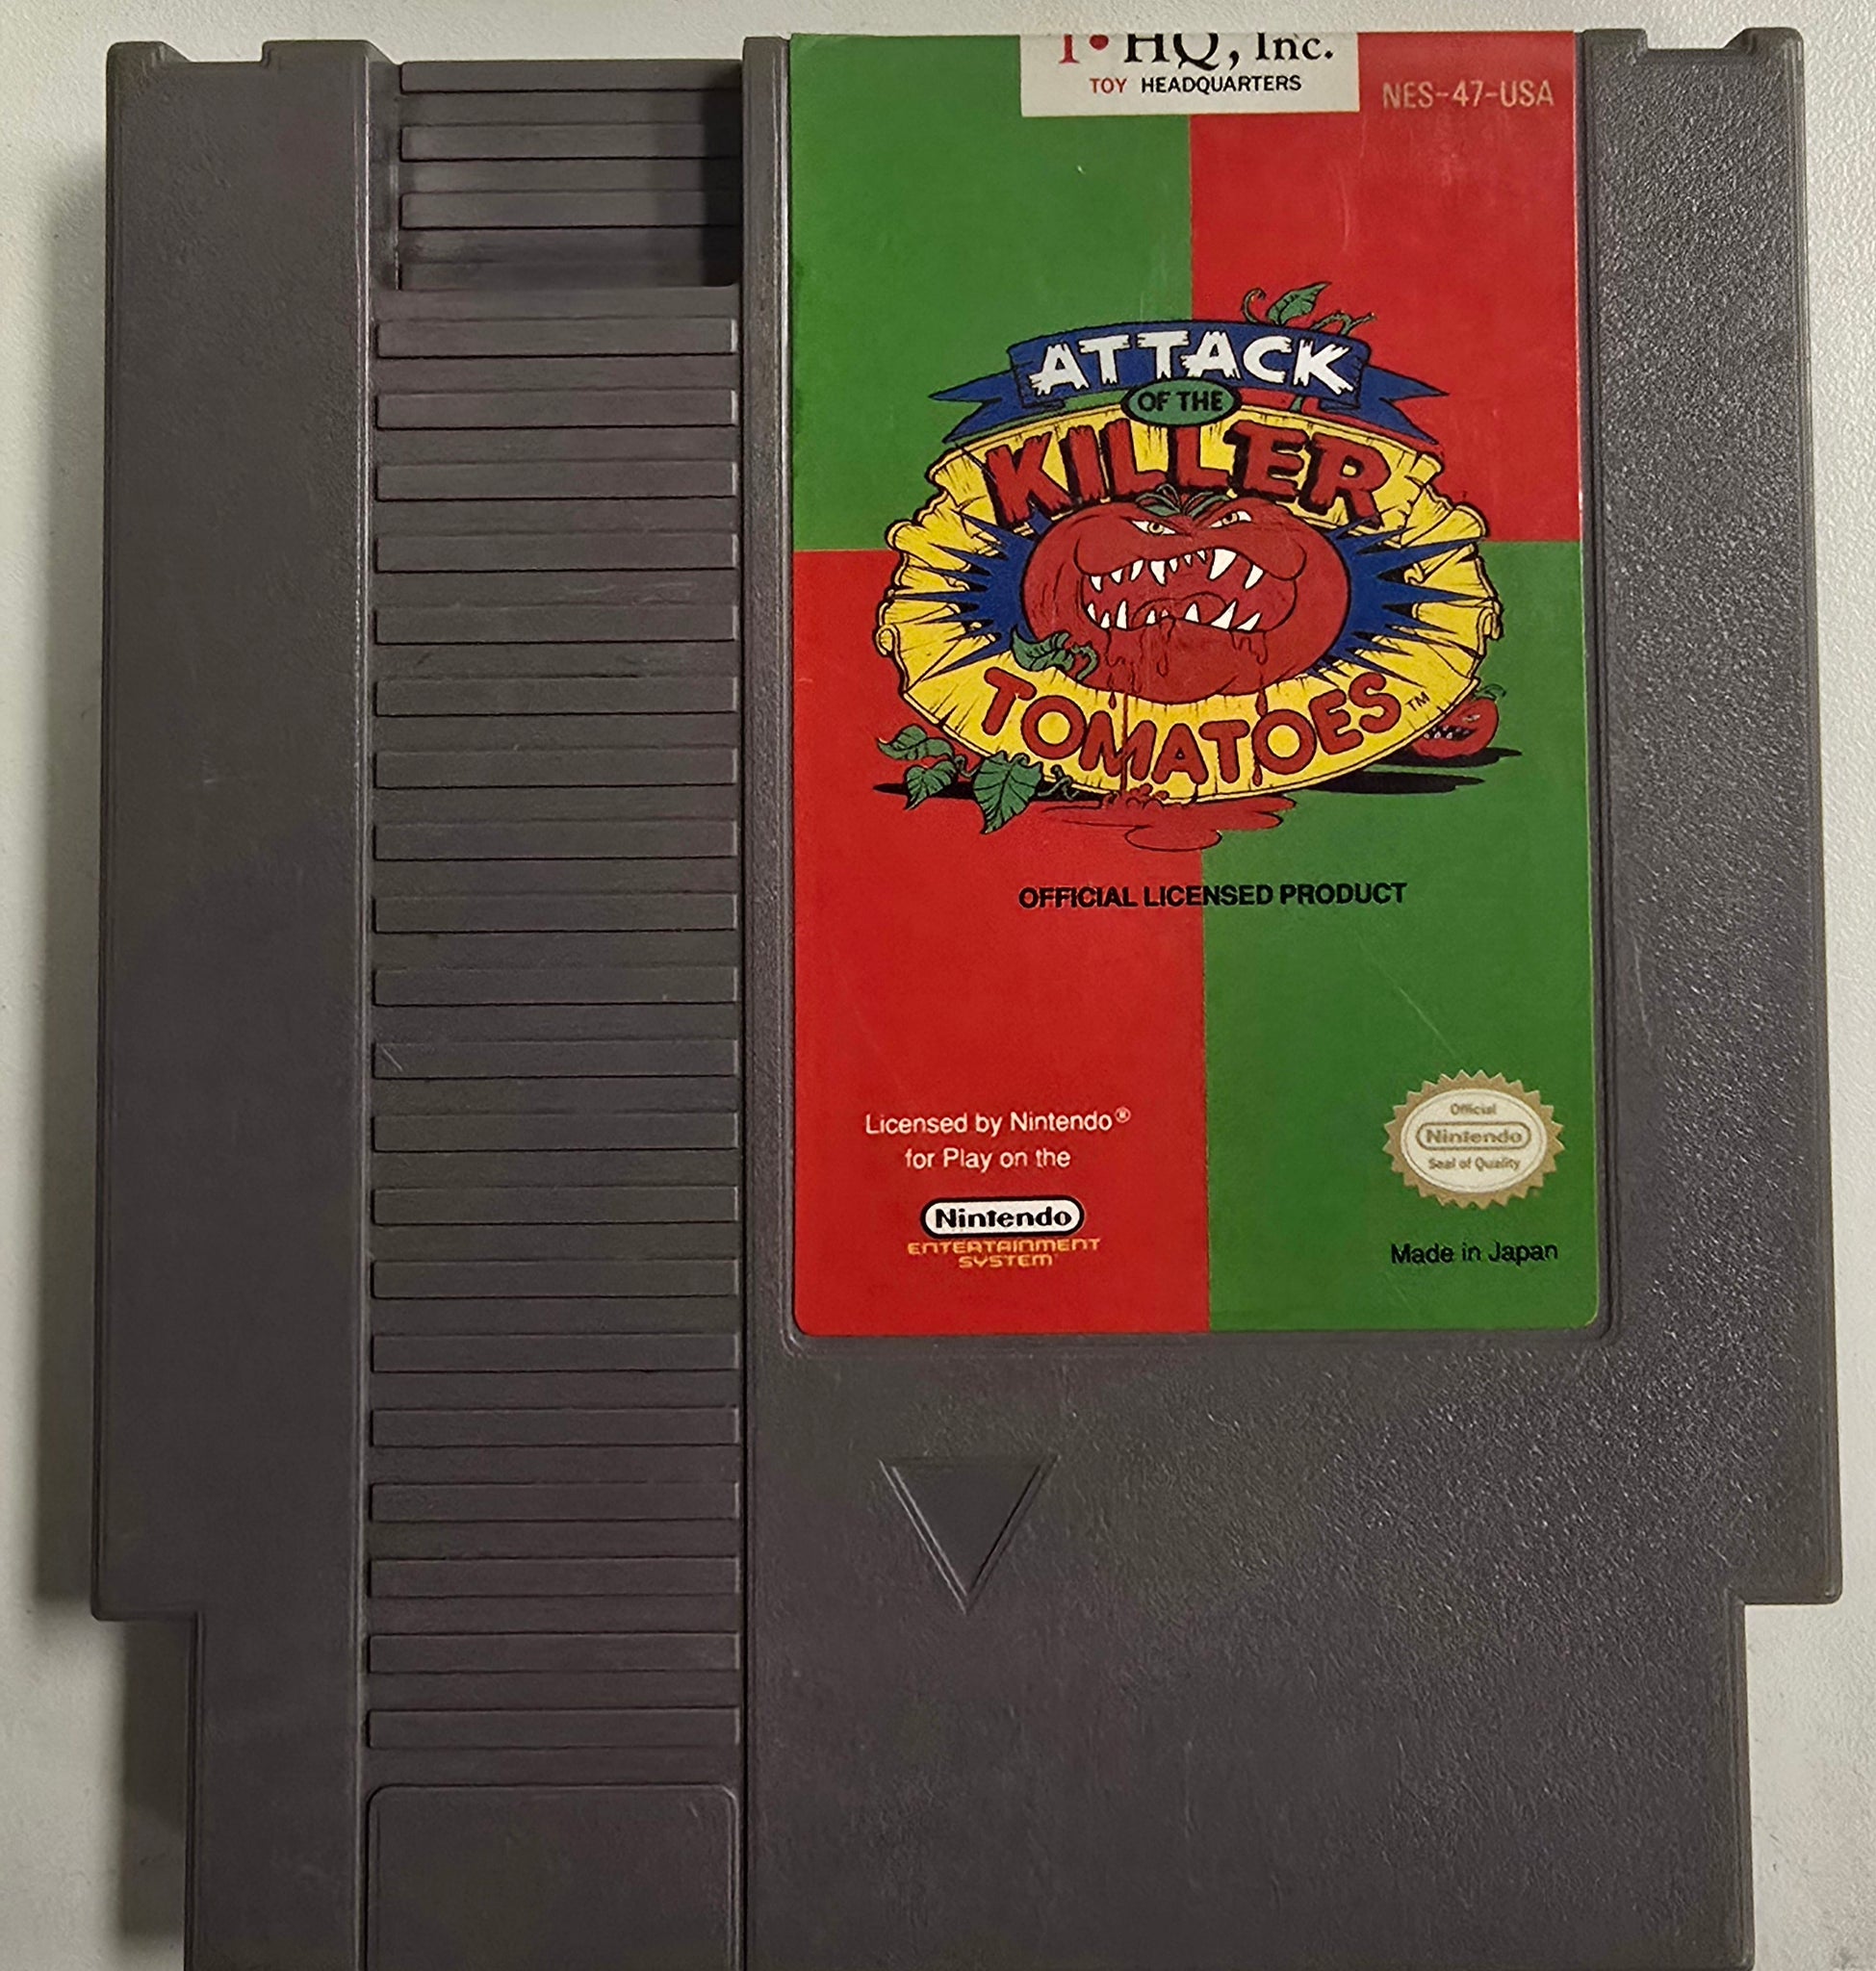 T•HQ, Inc.
TOY HEADQUARTERS
NES-47-USA
ATTACK
OF THE
KILLER
TOMATOES™
OFFICIAL LICENSED PRODUCT
Licensed by Nintendo®
for Play on the
Nintendo
ENTERTAINMENT
SYSTEM
Official
Nintendo
Seal of Quality
Made in Japan